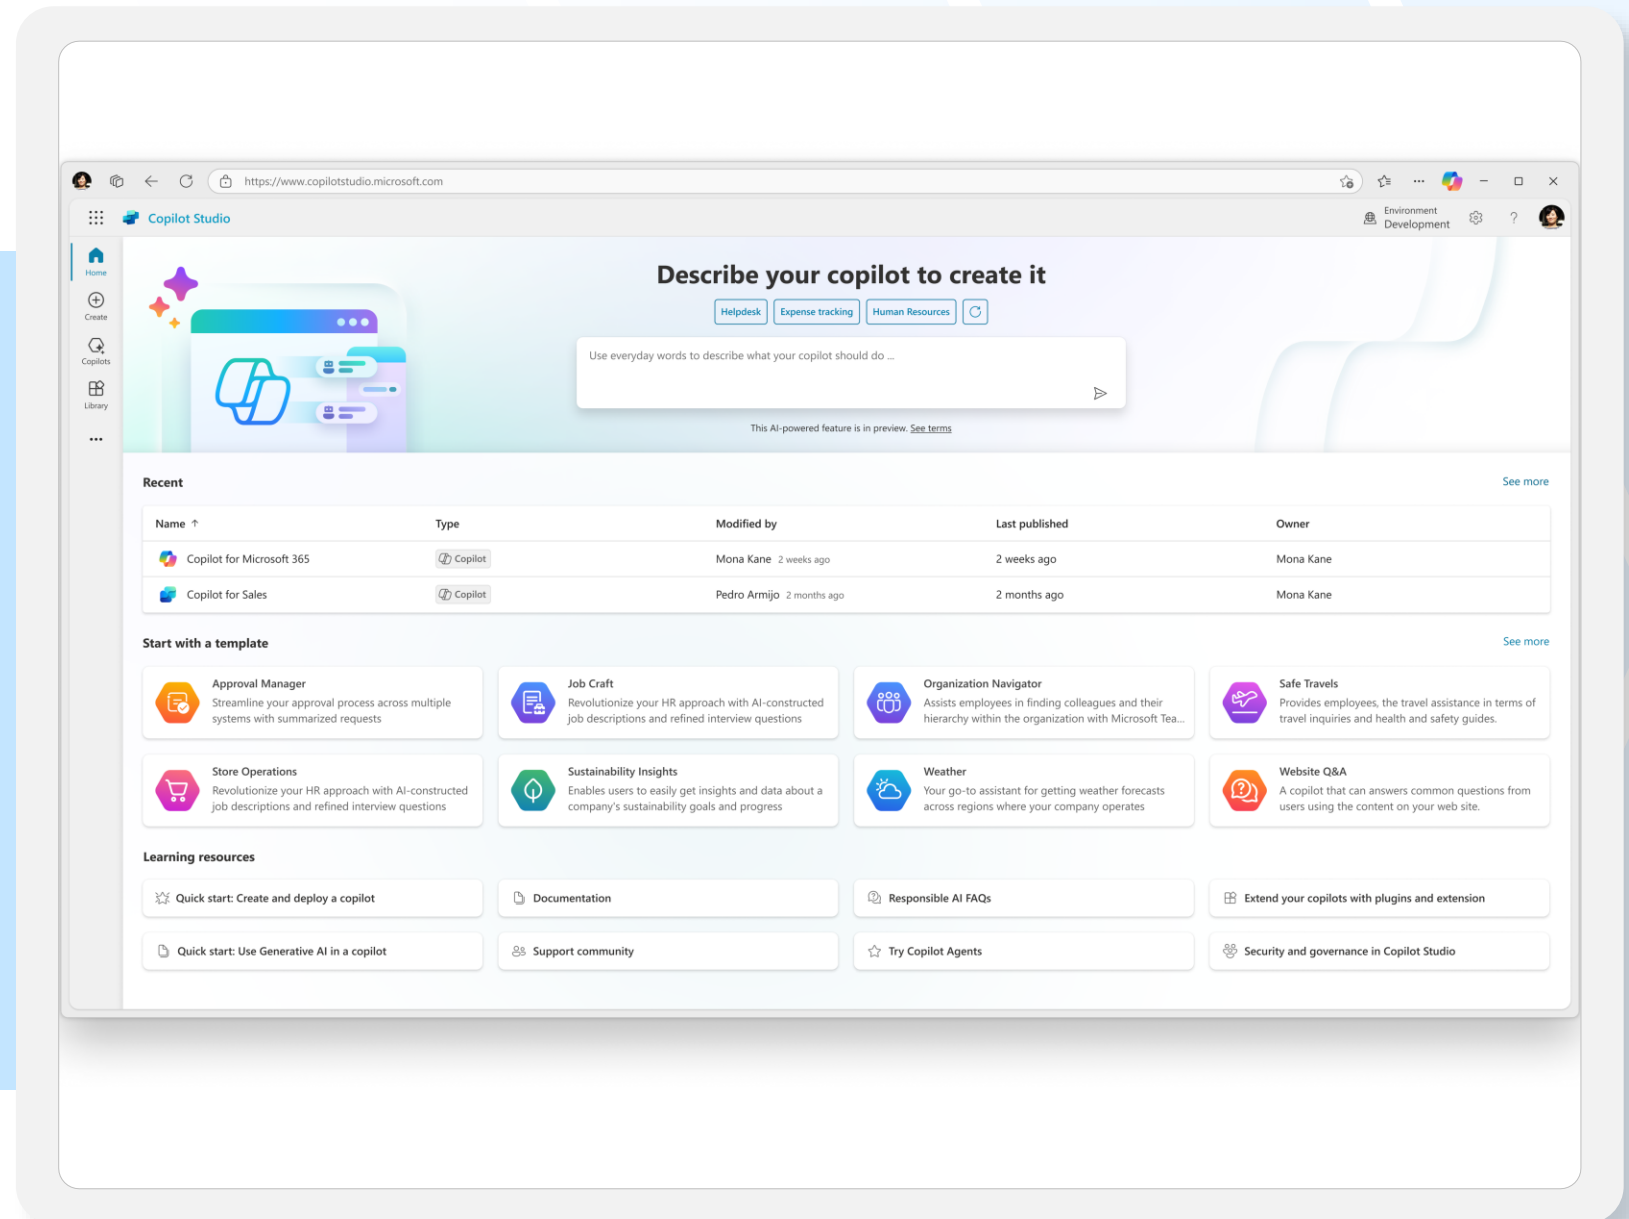 https://www.copilotstudio.microsoft.com
Copilot Studio
Environment
Development
?
Home
Create
Copilots
Library
Describe your copilot to create it
Helpdesk
Expense tracking
Human Resources
Use everyday words to describe what your copilot should do ...
This AI-powered feature is in preview. See terms
Recent
See more
Name ↑
Type
Modified by
Last published
Owner
Copilot for Microsoft 365
Copilot
Mona Kane 2 weeks ago
2 weeks ago
Mona Kane
Copilot for Sales
Copilot
Pedro Armijo 2 months ago
2 months ago
Mona Kane
Start with a template
See more
Approval Manager
Streamline your approval process across multiple
systems with summarized requests
Job Craft
Revolutionize your HR approach with AI-constructed
job descriptions and refined interview questions
Organization Navigator
Assists employees in finding colleagues and their
hierarchy within the organization with Microsoft Tea...
Safe Travels
Provides employees, the travel assistance in terms of
travel inquiries and health and safety guides.
Store Operations
Revolutionize your HR approach with AI-constructed
job descriptions and refined interview questions
Sustainability Insights
Enables users to easily get insights and data about a
company's sustainability goals and progress
Weather
Your go-to assistant for getting weather forecasts
across regions where your company operates
Website Q&A
A copilot that can answers common questions from
users using the content on your web site.
Learning resources
Quick start: Create and deploy a copilot
Documentation
Responsible AI FAQs
Extend your copilots with plugins and extension
Quick start: Use Generative AI in a copilot
Support community
Try Copilot Agents
Security and governance in Copilot Studio